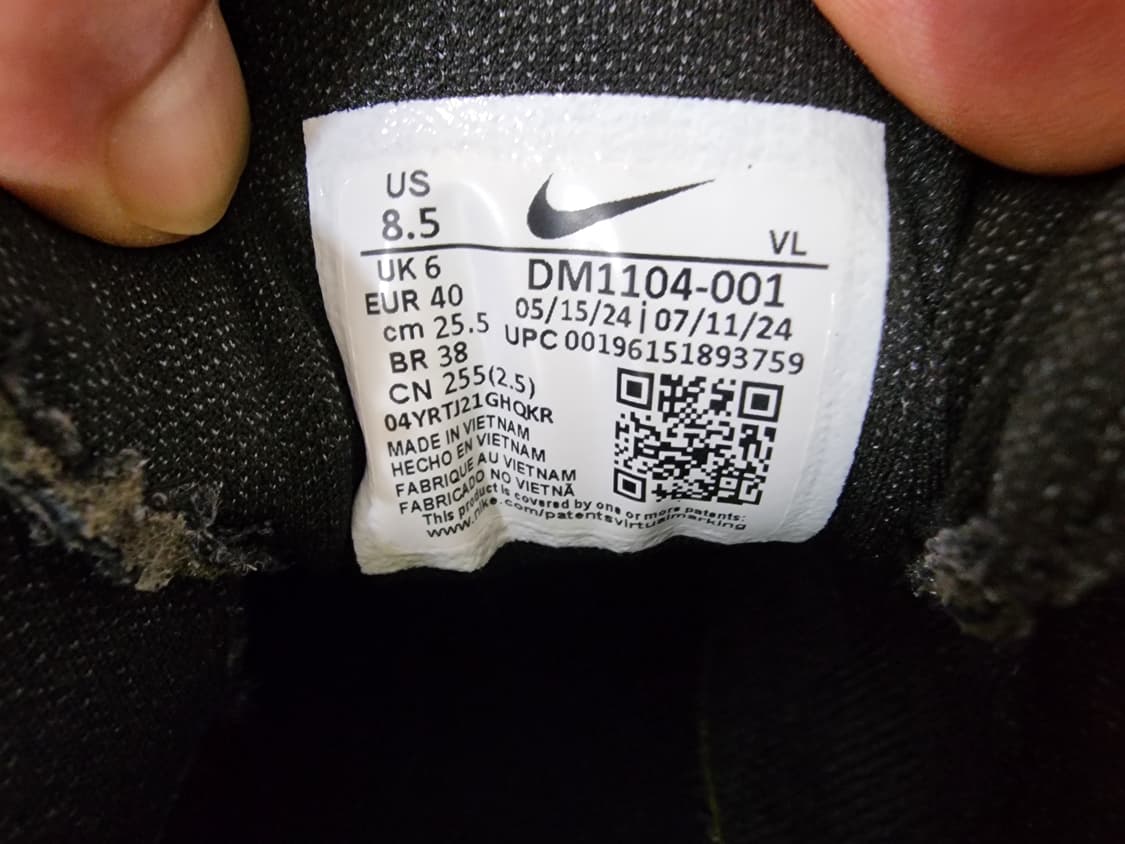 US
8.5
VL
UK 6
EUR 40
cm 25.5
BR 38
CN 255(2.5)
04YRTJ21GHQKR
MADE IN VIETNAM
HECHO EN VIETNAM
FABRIQUE AU VIETNAM
FABRICADO NO VIETNÃ
DM1104-001
05/15/24|07/11/24
UPC 00196151893759
This product is covered by one or more patents:
www.nike.com/patentsvirtualmarking